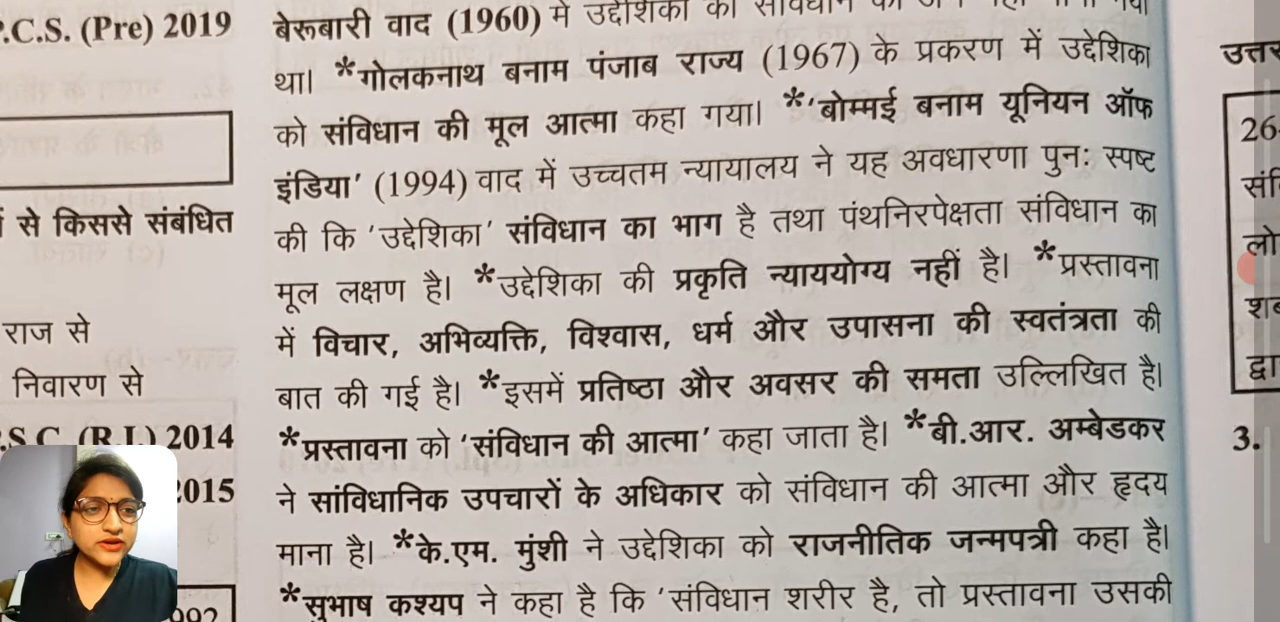 P.C.S. (Pre) 2019
से किससे संबंधित
राज से
निवारण से
P.S.C. (R.I.) 2014
2015
992
बेरूबारी वाद (1960) में उद्देशिका को संविधान का
था। *गोलकनाथ बनाम पंजाब राज्य (1967) के प्रकरण में उद्देशिका
को संविधान की मूल आत्मा कहा गया। *'बोम्मई बनाम यूनियन ऑफ
इंडिया' (1994) वाद में उच्चतम न्यायालय ने यह अवधारणा पुनः स्पष्ट
की कि 'उद्देशिका' संविधान का भाग है तथा पंथनिरपेक्षता संविधान का
मूल लक्षण है। *उद्देशिका की प्रकृति न्याययोग्य नहीं है। *प्रस्तावना
में विचार, अभिव्यक्ति, विश्वास, धर्म और उपासना की स्वतंत्रता की
बात की गई है। *इसमें प्रतिष्ठा और अवसर की समता उल्लिखित है।
*प्रस्तावना को 'संविधान की आत्मा' कहा जाता है। *बी.आर. अम्बेडकर
ने सांविधानिक उपचारों के अधिकार को संविधान की आत्मा और हृदय
माना है। *के.एम. मुंशी ने उद्देशिका को राजनीतिक जन्मपत्री कहा है।
*सुभाष कश्यप ने कहा है कि 'संविधान शरीर है, तो प्रस्तावना उसकी
उत्तर
26
लो
द्वा
3.